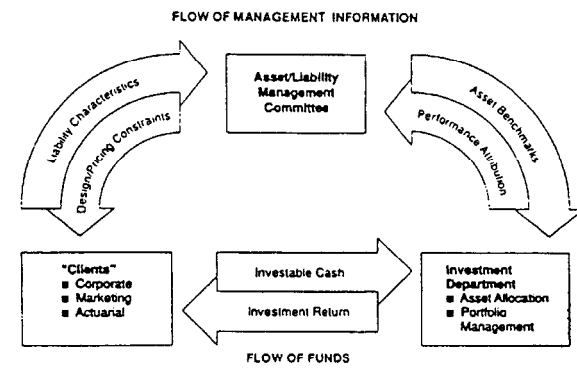 FLOW OF MANAGEMENT INFORMATION
Asset/Liability
Management
Committee
Liability Characteristics
Design/Pricing Constraints
Asset Benchmarks
Performance Attribution
"Clients"
■ Corporate
■ Marketing
■ Actuarial
Investable Cash
Investment Return
Investment
Department
■ Asset Allocation
■ Portfolio
Management
FLOW OF FUNDS